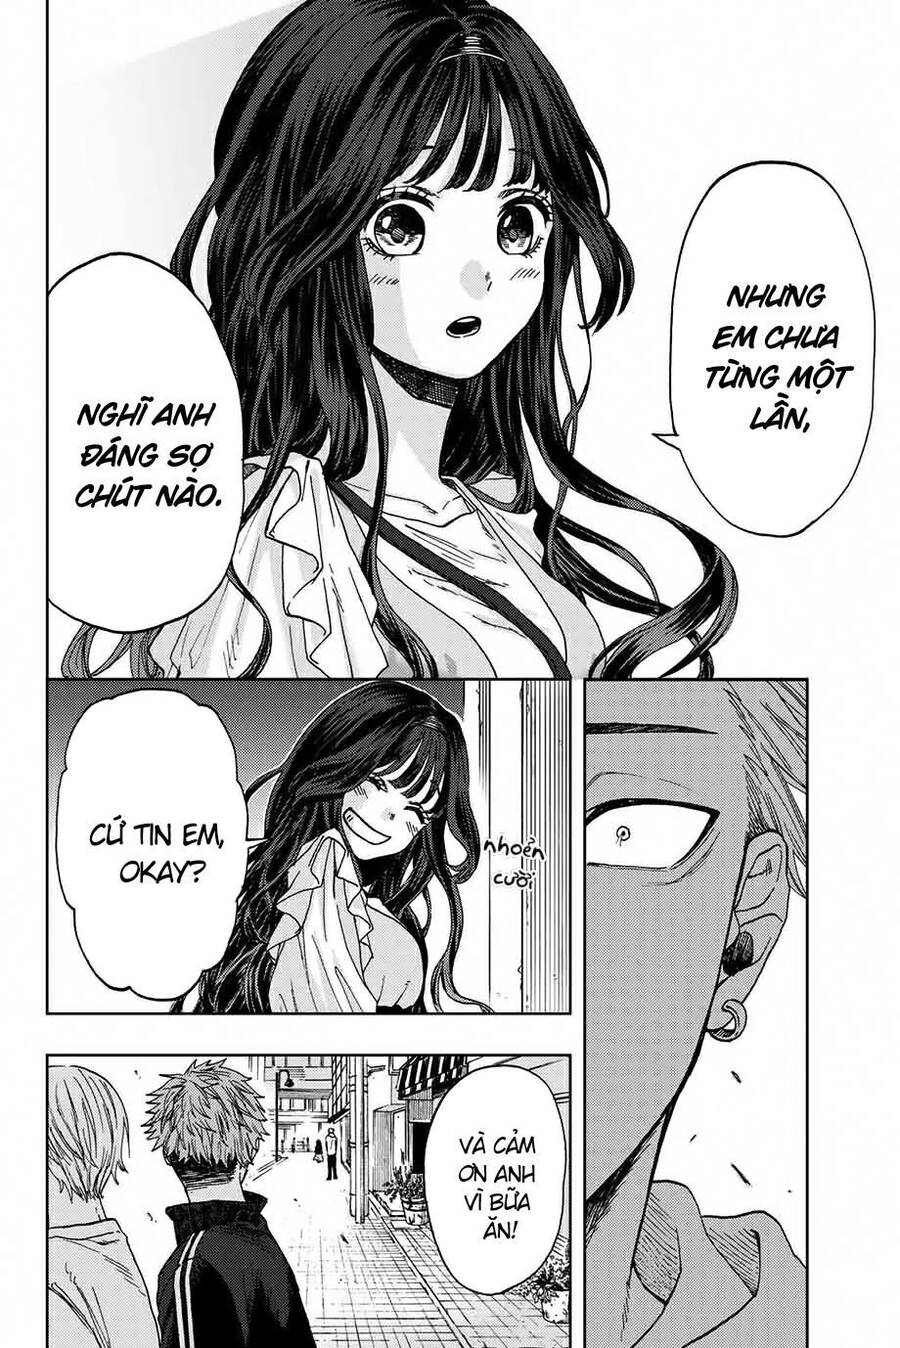 NHƯNG
EM CHƯA
TỪNG MỘT
LẦN,
NGHĨ ANH
ĐÁNG SỢ
CHÚT NÀO.
CỨ TIN EM,
OKAY?
nhoẻn
cười
VÀ CẢM
ƠN ANH
VÌ BỮA
ĂN!